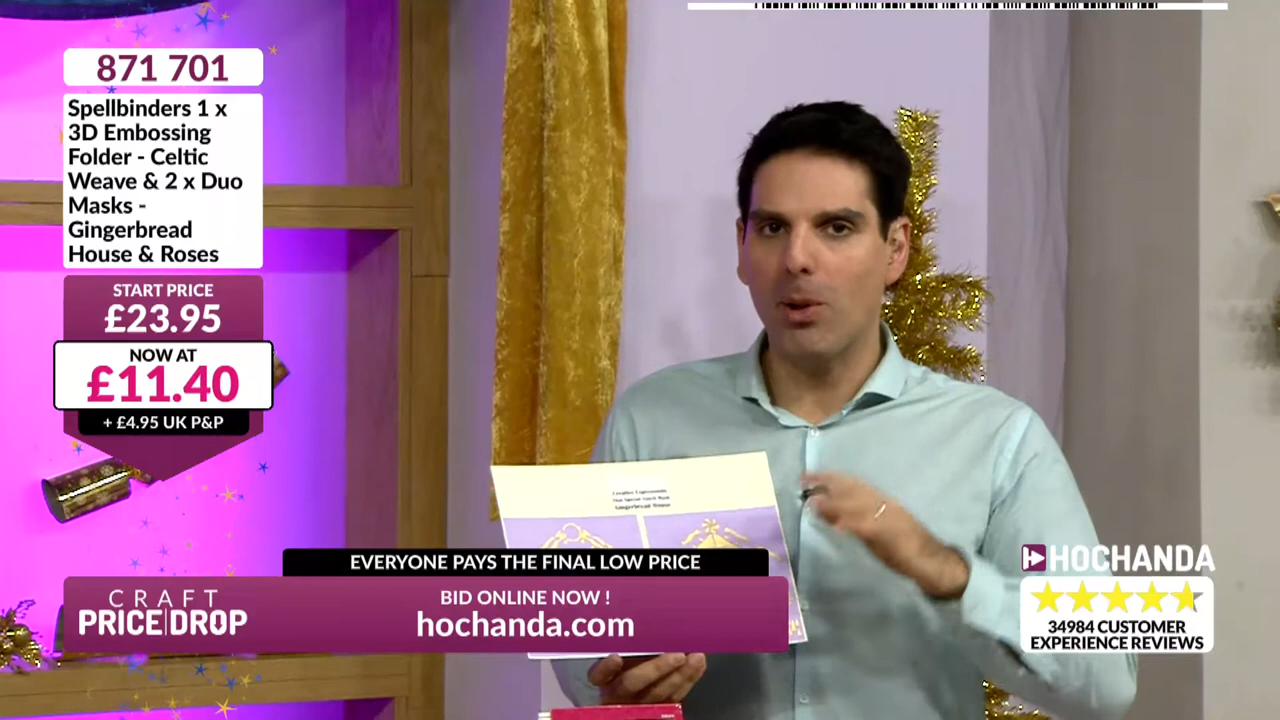 871 701
Spellbinders 1 x
3D Embossing
Folder - Celtic
Weave & 2 x Duo
Masks -
Gingerbread
House & Roses
START PRICE
£23.95
NOW AT
£11.40
+ £4.95 UK P&P
Creative Expressions
Gingerbread House
EVERYONE PAYS THE FINAL LOW PRICE
CRAFT
PRICE DROP
BID ONLINE NOW !
hochanda.com
HOCHANDA
34984 CUSTOMER
EXPERIENCE REVIEWS